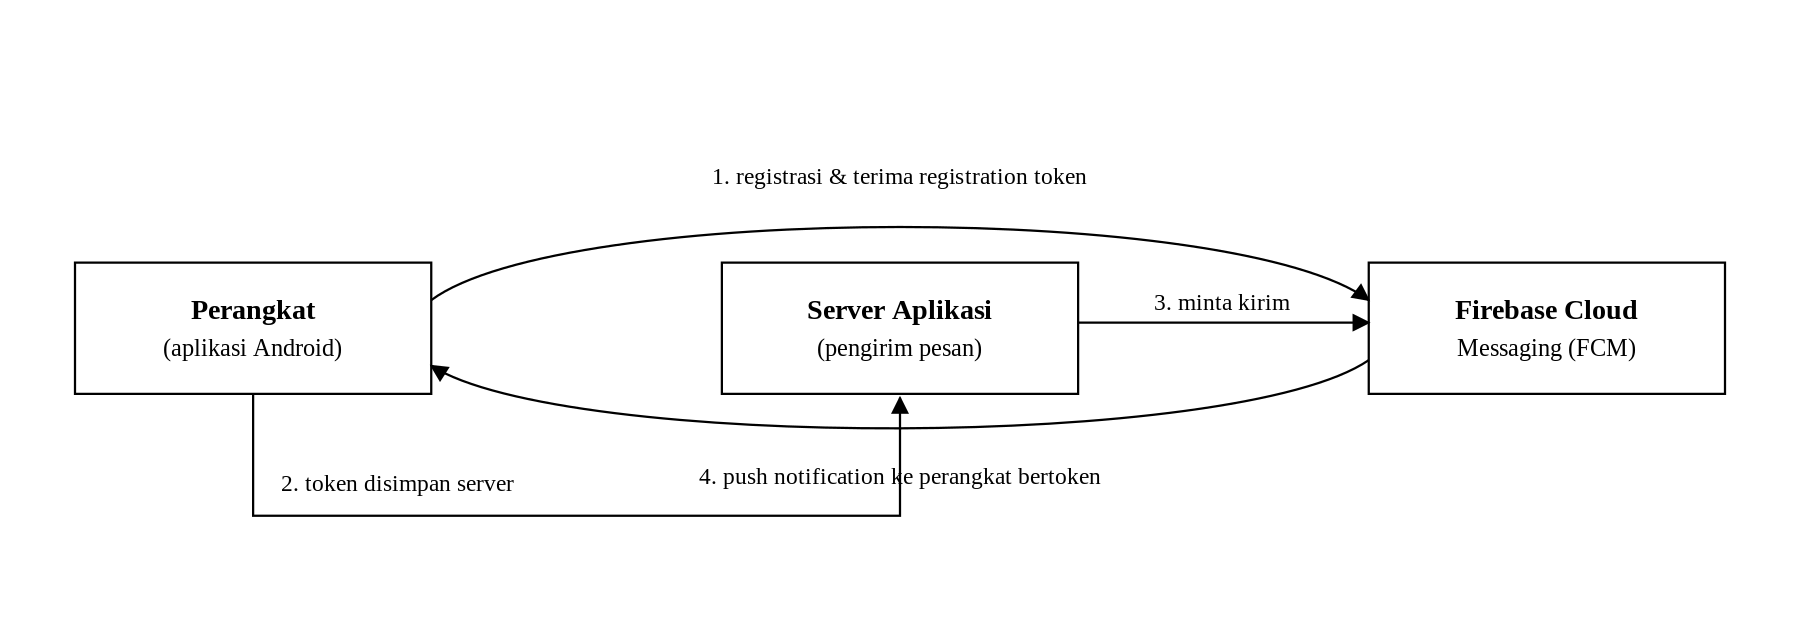 1. registrasi & terima registration token
Perangkat
(aplikasi Android)
Server Aplikasi
(pengirim pesan)
3. minta kirim
Firebase Cloud
Messaging (FCM)
2. token disimpan server
4. push notification ke perangkat bertoken